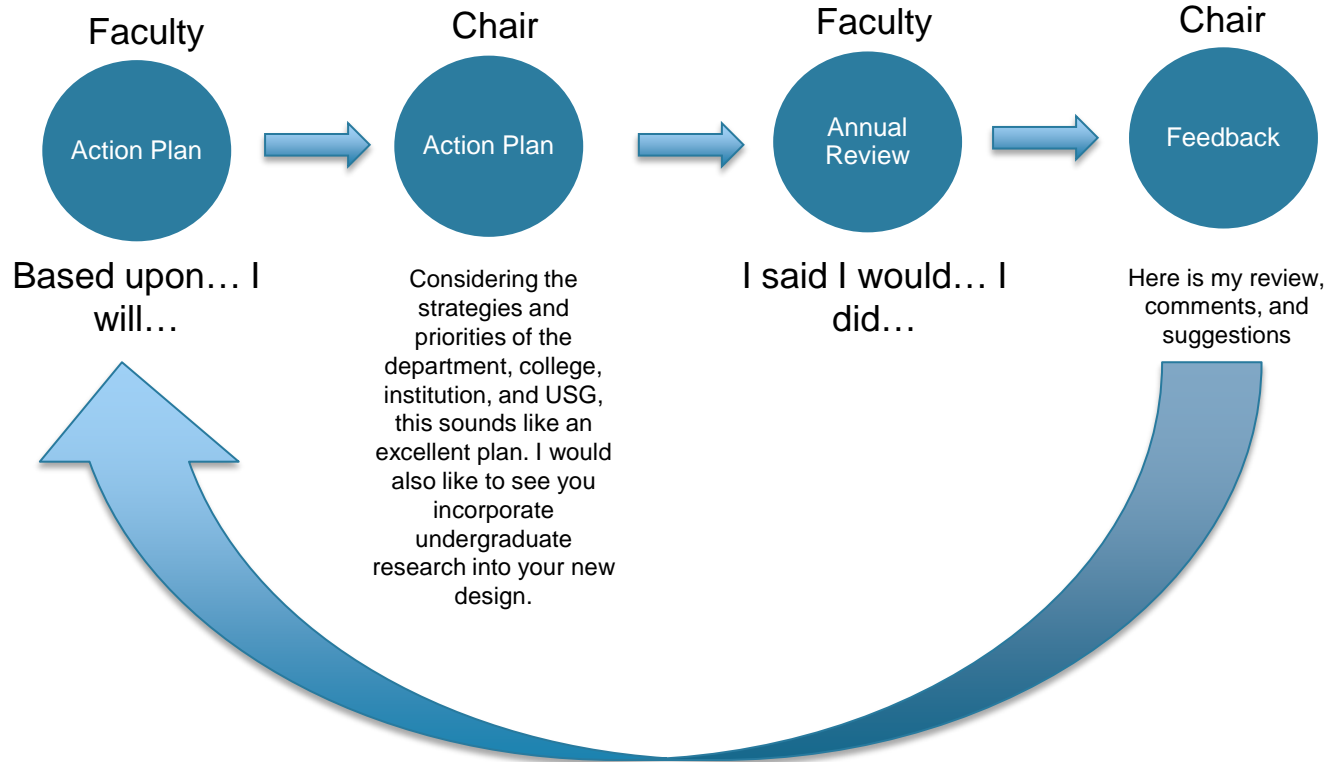 Faculty
Action Plan
Based upon… I
will…
Chair
Action Plan
Considering the
strategies and
priorities of the
department, college,
institution, and USG,
this sounds like an
excellent plan. I would
also like to see you
incorporate
undergraduate
research into your new
design.
Faculty
Annual
Review
I said I would… I
did…
Chair
Feedback
Here is my review,
comments, and
suggestions